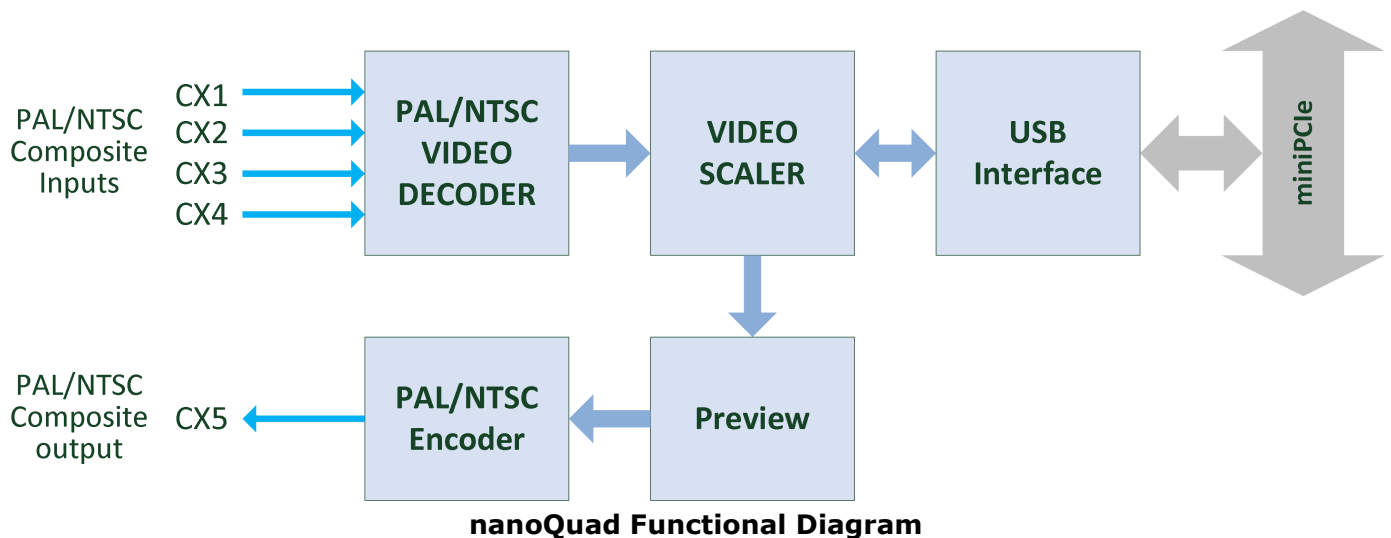 PAL/NTSC
Composite
Inputs
CX1
CX2
CX3
CX4
PAL/NTSC
VIDEO
DECODER
VIDEO
SCALER
USB
Interface
miniPCIe
PAL/NTSC
Composite
output
CX5
PAL/NTSC
Encoder
Preview
nanoQuad Functional Diagram